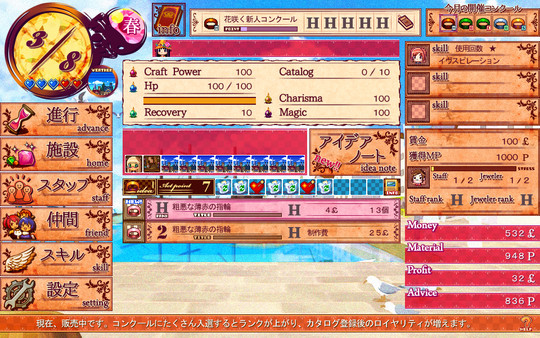 3/8
春
info
花咲く新人コンクール
HHHHH
今月の開催コンクール
Craft Power 100
Hp 100 / 100
Recovery 10
Catalog 0 / 10
Charisma 100
Magic 100
skill 使用回数 ★
イヴスピレーション
skill
skill
進行
advance
施設
home
スタッフ
staff
仲間
friend
スキル
skill
設定
setting
アイデア
ノート
new!!
idea note
Act point 7
賞金 100 £
獲得MP 1000 P
Staff 1/2 Jeweler 1/2
Staff rank H Jeweler rank H
H 粗悪な薄赤の指輪 H 4£ 13個
2 粗悪な薄赤の指輪 H 制作費 25£
Money
532 £
Material
948 P
Profit
32 £
Advice
836 P
現在、販売中です。コンクールにたくさん入選するとランクが上がり、カタログ登録後のロイヤリティが増えます。
HELP